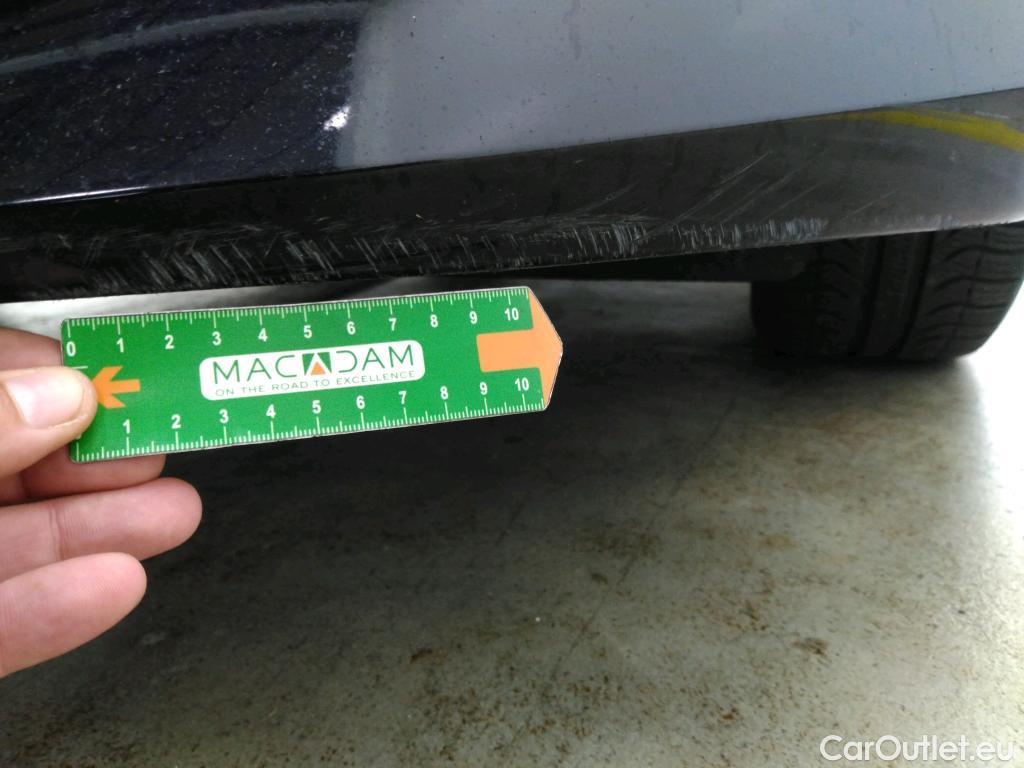 0 1 2 3 4 5 6 7 8 9 10
MACADAM
ON THE ROAD TO EXCELLENCE
1 2 3 4 5 6 7 8 9 10
CarOutlet.eu